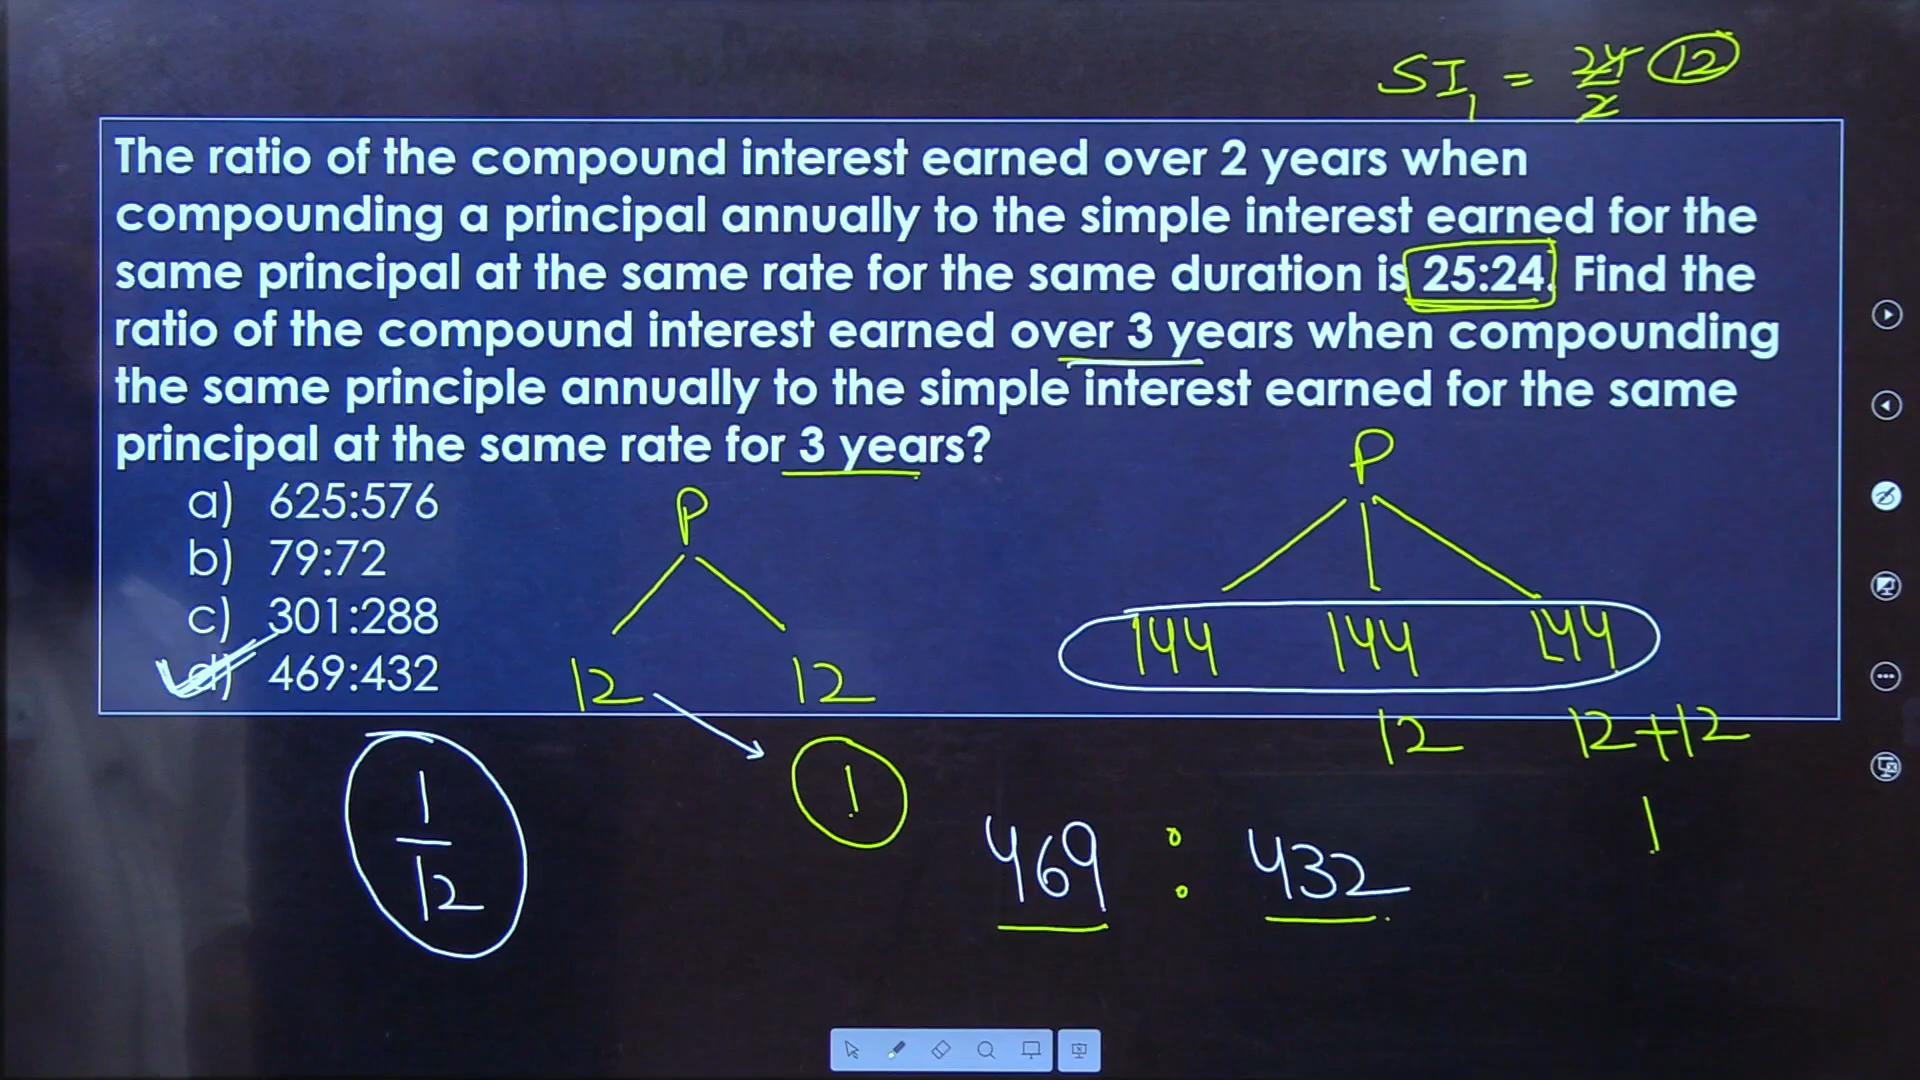 SI₁ = 24/2 12
The ratio of the compound interest earned over 2 years when
compounding a principal annually to the simple interest earned for the
same principal at the same rate for the same duration is 25:24. Find the
ratio of the compound interest earned over 3 years when compounding
the same principle annually to the simple interest earned for the same
principal at the same rate for 3 years?
a) 625:576
b) 79:72
c) 301:288
d) 469:432
P
12 12
1
1/12
P
144 144 144
12 12+12
1
469 : 432